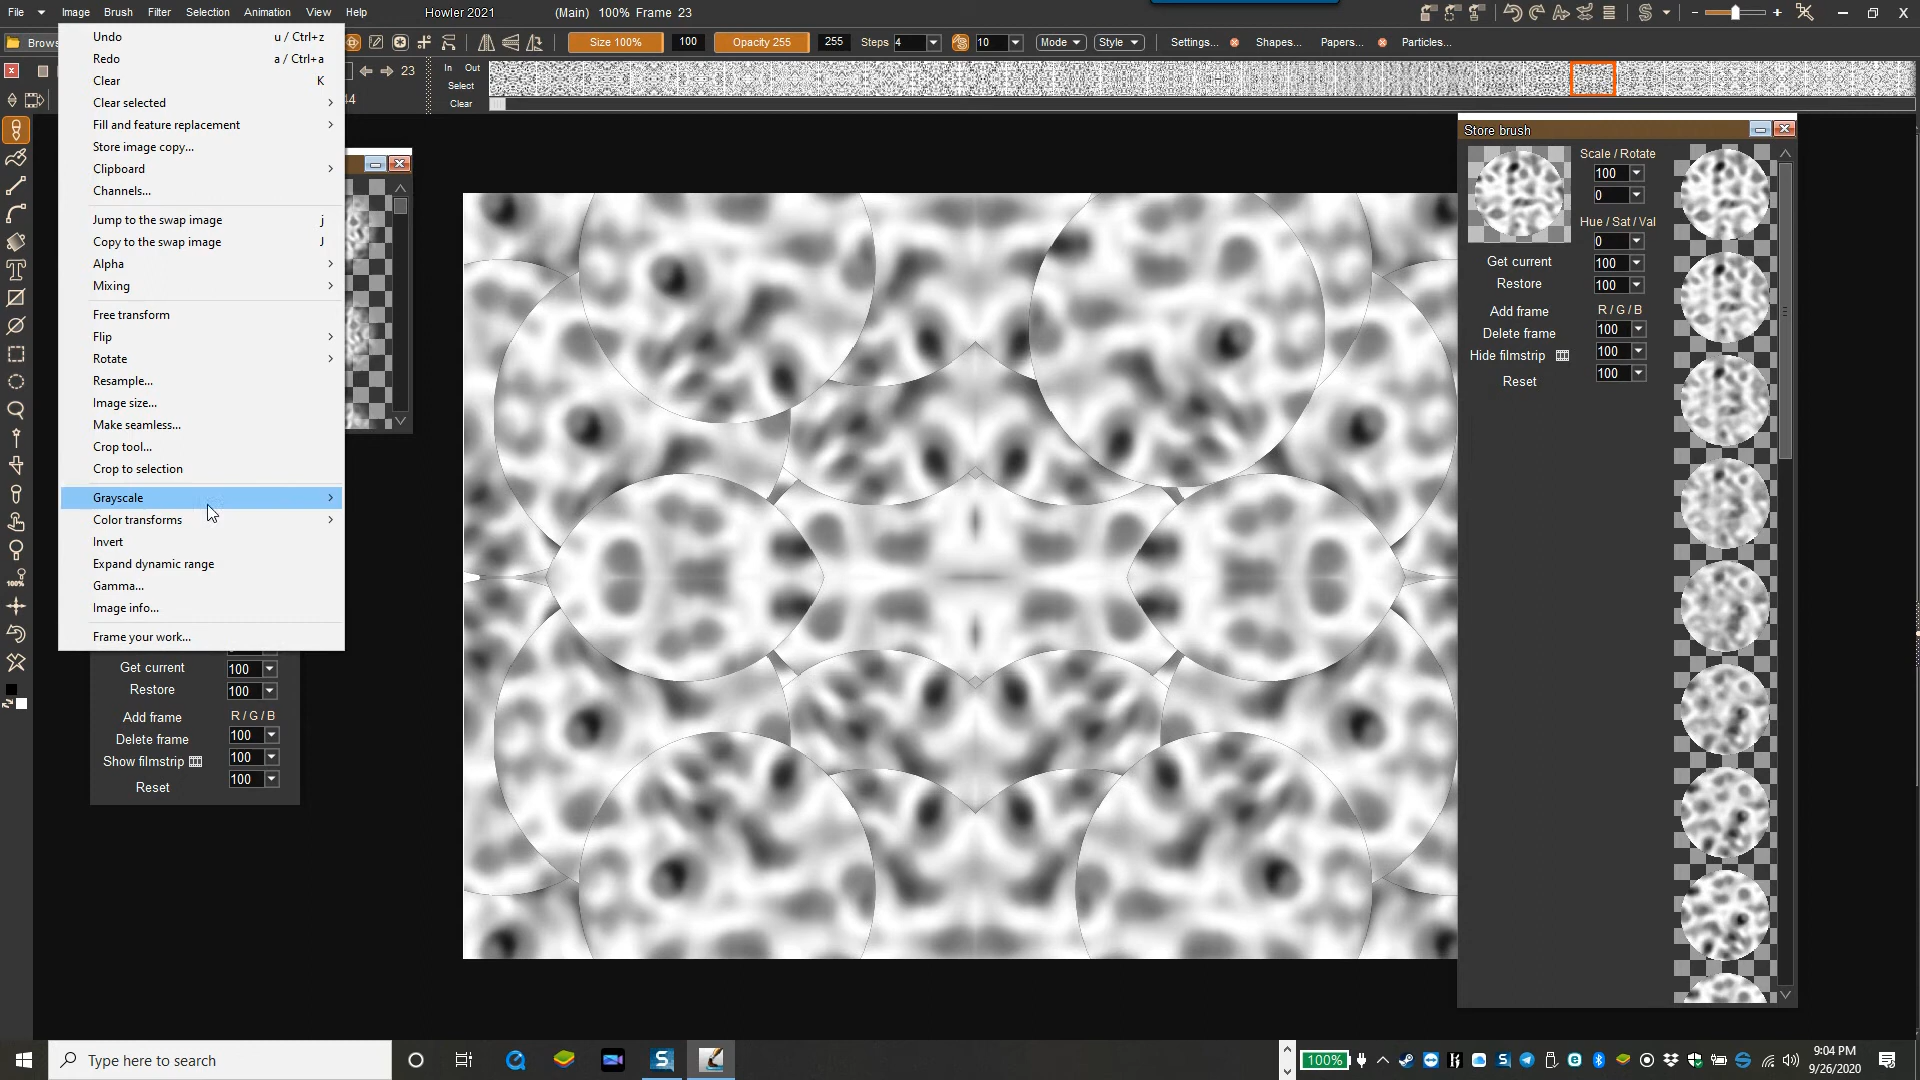 File Image Brush Filter Selection Animation View Help Howler 2021 (Main) 100% Frame 23
Brows
Size 100% 100 Opacity 255 255 Steps 4 10 Mode Style Settings... Shapes... Papers... Particles...
23 In Out
Select
44 Clear
Undo u / Ctrl+z
Redo a / Ctrl+a
Clear K
Clear selected
Fill and feature replacement
Store image copy...
Clipboard
Channels...
Jump to the swap image j
Copy to the swap image J
Alpha
Mixing
Free transform
Flip
Rotate
Resample...
Image size...
Make seamless...
Crop tool...
Crop to selection
Grayscale
Color transforms
Invert
Expand dynamic range
Gamma...
Image info...
Frame your work...
100%
Get current 100
Restore 100
Add frame R / G / B
Delete frame 100
Show filmstrip 100
Reset 100
Store brush
Scale / Rotate
100
0
Hue / Sat / Val
0
Get current 100
Restore 100
Add frame R / G / B
Delete frame 100
Hide filmstrip 100
Reset 100
Type here to search
100%
9:04 PM
9/26/2020